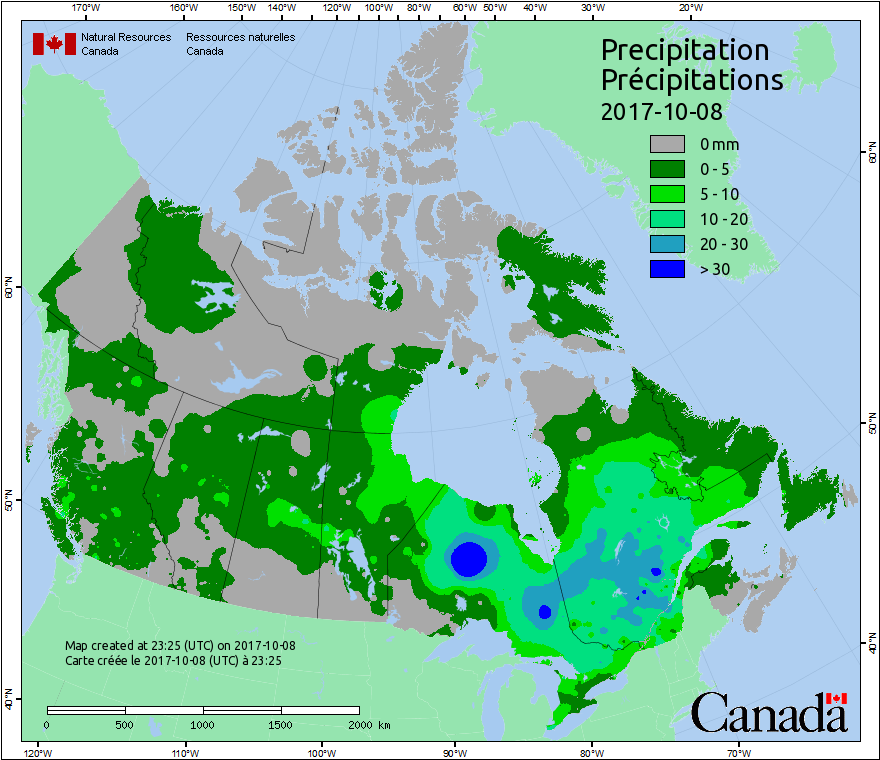 170°W 160°W 150°W 140°W 130°W 120°W 110°W 100°W 80°W 60°W 50°W 40°W 30°W 20°W
Natural Resources Canada
Ressources naturelles Canada
Precipitation
Précipitations
2017-10-08
0 mm
0 - 5
5 - 10
10 - 20
20 - 30
> 30
60°N
50°N
40°N
60°N
50°N
40°N
Map created at 23:25 (UTC) on 2017-10-08
Carte créée le 2017-10-08 (UTC) à 23:25
0 500 1000 1500 2000 km
Canada
120°W 110°W 100°W 90°W 80°W 70°W